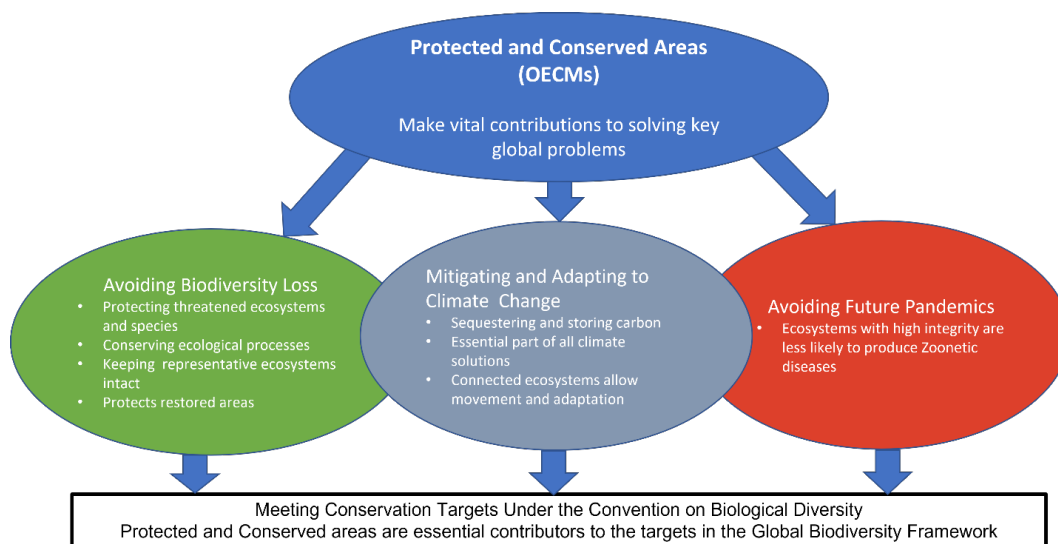 Protected and Conserved Areas
(OECMs)
Make vital contributions to solving key
global problems
Avoiding Biodiversity Loss
• Protecting threatened ecosystems
and species
• Conserving ecological processes
• Keeping representative ecosystems
intact
• Protects restored areas
Mitigating and Adapting to
Climate Change
• Sequestering and storing carbon
• Essential part of all climate
solutions
• Connected ecosystems allow
movement and adaptation
Avoiding Future Pandemics
• Ecosystems with high integrity are
less likely to produce Zoonetic
diseases
Meeting Conservation Targets Under the Convention on Biological Diversity
Protected and Conserved areas are essential contributors to the targets in the Global Biodiversity Framework